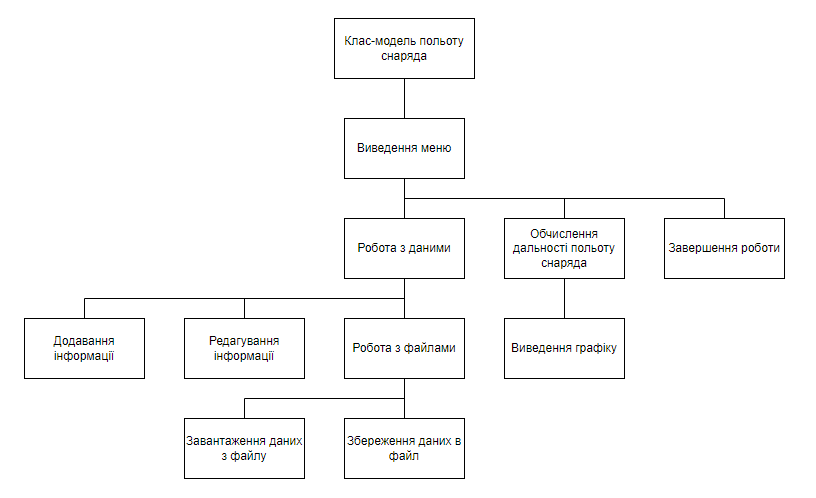 Клас-модель польоту
снаряда
Виведення меню
Робота з даними
Обчислення
дальності польоту
снаряда
Завершення роботи
Додавання
інформації
Редагування
інформації
Робота з файлами
Виведення графіку
Завантаження даних
з файлу
Збереження даних в
файл